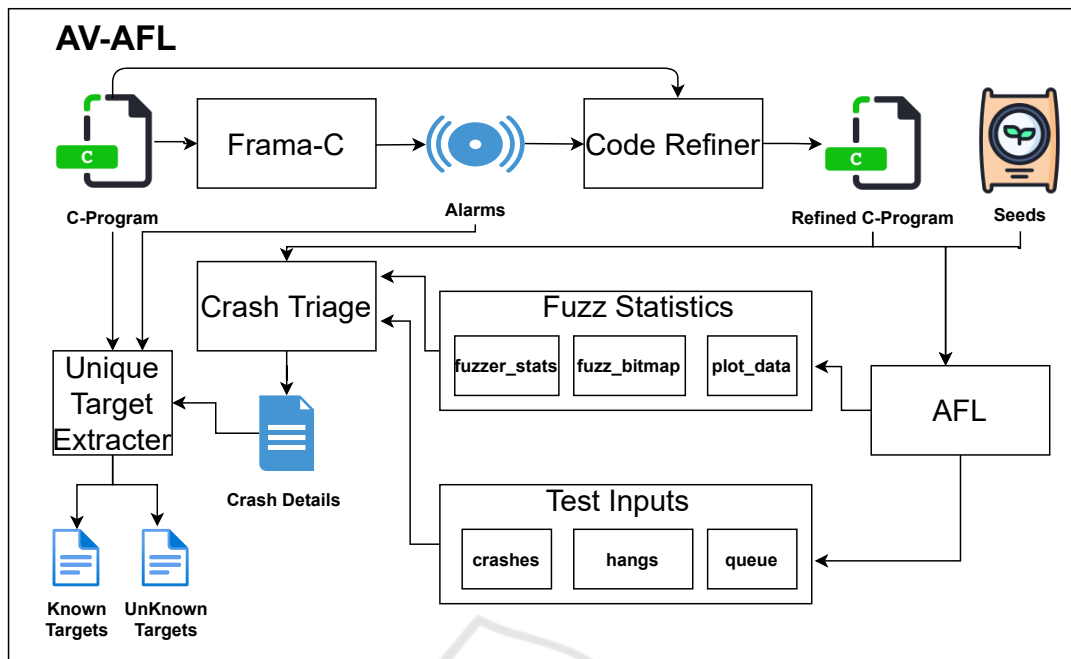 AV-AFL
C
Frama-C
Code Refiner
C
C-Program
Alarms
Refined C-Program
Seeds
Crash Triage
Fuzz Statistics
fuzzer_stats
fuzz_bitmap
plot_data
Unique
Target
Extracter
AFL
Crash Details
Test Inputs
crashes
hangs
queue
Known
Targets
UnKnown
Targets